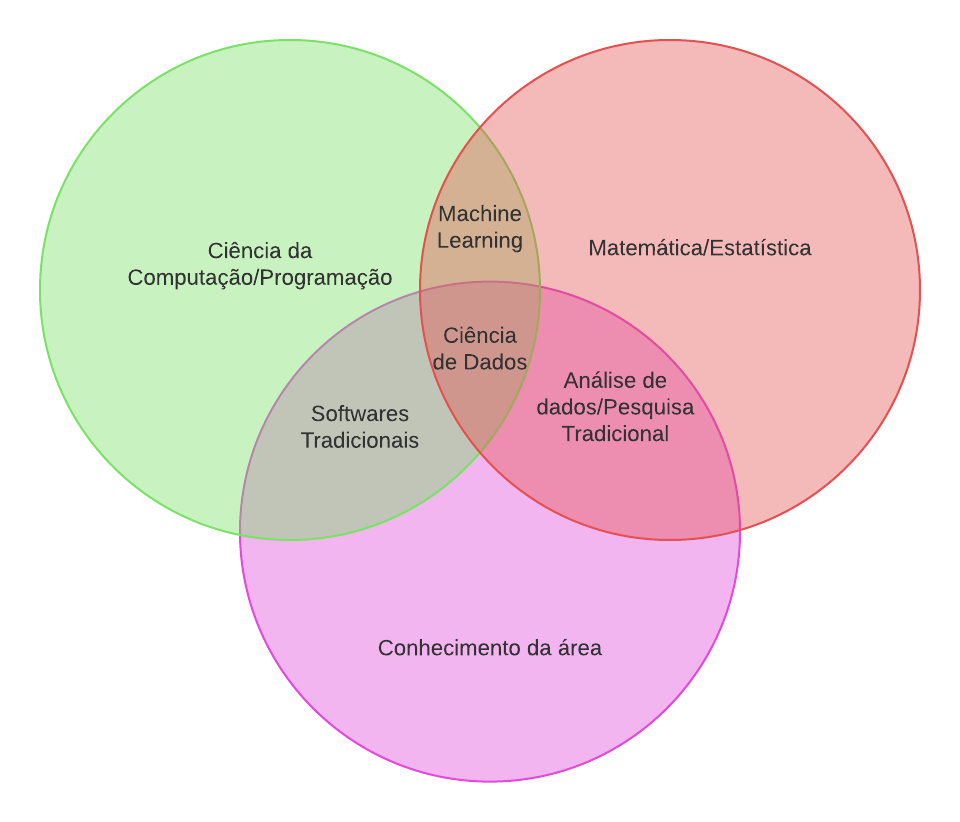 Ciência da
Computação/Programação
Machine
Learning
Matemática/Estatística
Ciência
de Dados
Softwares
Tradicionais
Análise de
dados/Pesquisa
Tradicional
Conhecimento da área